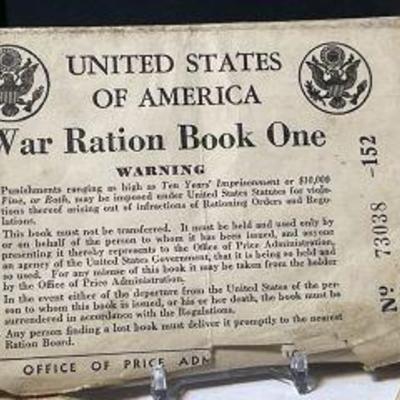 UNITED STATES
OF AMERICA
War Ration Book One
WARNING
Punishments ranging as high as Ten Years' Imprisonment or $10,000
Fine, or Both, may be imposed under United States Statutes for viola-
tions thereof arising out of infractions of Rationing Orders and Regu-
lations.
This book must not be transferred. It must be held and used only by
or on behalf of the person to whom it has been issued, and anyone
presenting it thereby represents to the Office of Price Administration,
an agency of the United States Government, that it is being so held and
so used. For any misuse of this book it may be taken from the holder
by the Office of Price Administration.
In the event either of the departure from the United States of the per-
son to whom this book is issued, or his or her death, the book must be
surrendered in accordance with the Regulations.
Any person finding a lost book must deliver it promptly to the nearest
Ration Board.
OFFICE OF PRICE ADM
Nº 73038 -152